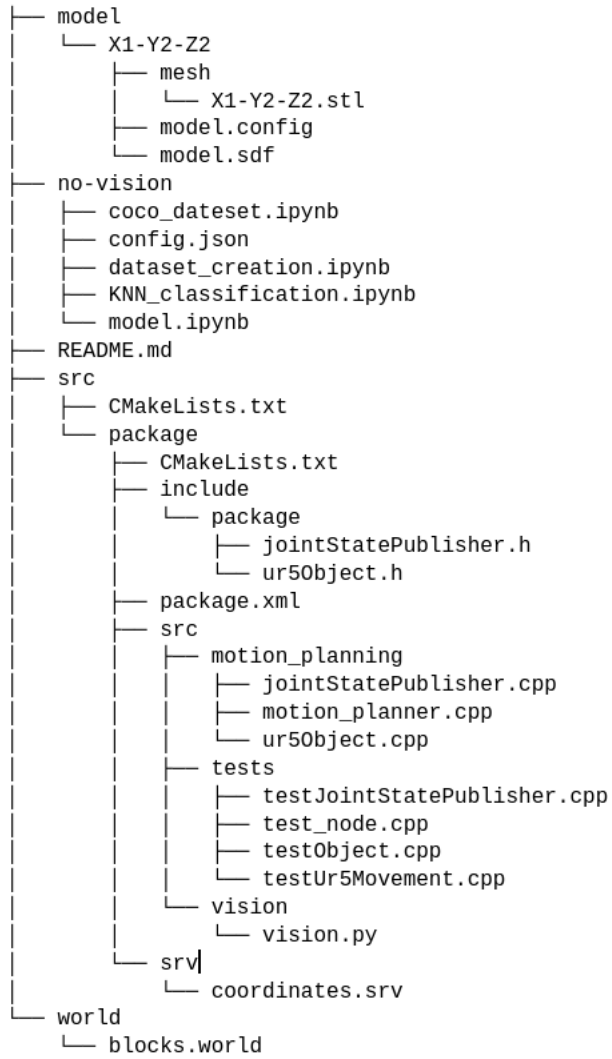 ├── model
│   └── X1-Y2-Z2
│       ├── mesh
│       │   └── X1-Y2-Z2.stl
│       ├── model.config
│       └── model.sdf
├── no-vision
│   ├── coco_dateset.ipynb
│   ├── config.json
│   ├── dataset_creation.ipynb
│   ├── KNN_classification.ipynb
│   └── model.ipynb
├── README.md
├── src
│   ├── CMakeLists.txt
│   └── package
│       ├── CMakeLists.txt
│       ├── include
│       │   └── package
│       │       ├── jointStatePublisher.h
│       │       └── ur5Object.h
│       ├── package.xml
│       ├── src
│       │   ├── motion_planning
│       │   │   ├── jointStatePublisher.cpp
│       │   │   ├── motion_planner.cpp
│       │   │   └── ur5Object.cpp
│       │   ├── tests
│       │   │   ├── testJointStatePublisher.cpp
│       │   │   ├── test_node.cpp
│       │   │   ├── testObject.cpp
│       │   │   └── testUr5Movement.cpp
│       │   └── vision
│       │       └── vision.py
│       └── srv
│           └── coordinates.srv
└── world
    └── blocks.world